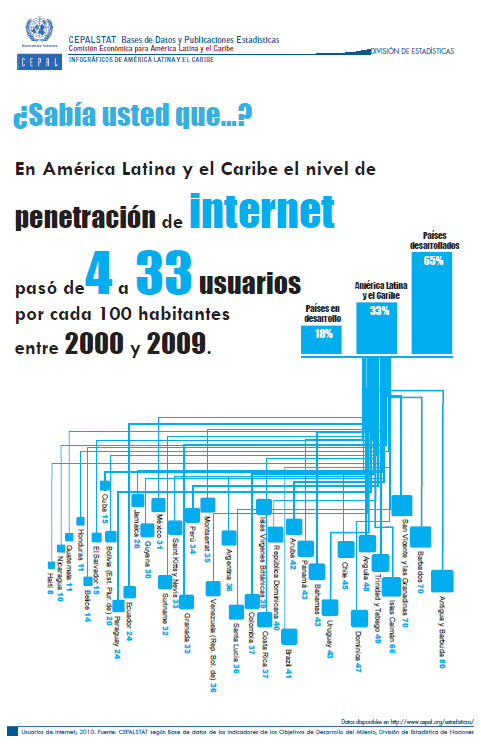 Naciones Unidas
CEPAL
CEPALSTAT Bases de Datos y Publicaciones Estadísticas
Comisión Económica para América Latina y el Caribe
DIVISIÓN DE ESTADÍSTICAS
INFOGRÁFICOS DE AMÉRICA LATINA Y EL CARIBE
¿Sabía usted que...?
En América Latina y el Caribe el nivel de
penetración de internet
pasó de 4 a 33 usuarios
por cada 100 habitantes
entre 2000 y 2009.
Países en
desarrollo
18%
América Latina
y el Caribe
33%
Países
desarrollados
65%
Haití 8
Nicaragua 10
Guatemala 11
Honduras 11
Belice 14
El Salvador 15
Cuba 15
Bolivia (Est. Plur. de) 20
Paraguay 24
Ecuador 24
Jamaica 26
Guyana 30
México 31
Suriname 32
Saint Kitts y Nevis 33
Granada 33
Perú 34
Montserrat 35
Venezuela (Rep. Bol. de) 36
Argentina 36
Santa Lucía 36
Colombia 37
Costa Rica 37
Islas Vírgenes Británicas 39
República Dominicana 40
Brazil 41
Aruba 42
Panamá 43
Bahamas 43
Uruguay 43
Chile 45
Dominica 47
Anguila 48
Trinidad y Tabago 49
Islas Caimán 66
San Vicente y las Granadinas 70
Barbados 70
Antigua y Barbuda 80
Datos disponibles en http://www.cepal.org/estadisticas/
Usuarios de Internet; 2010. Fuente: CEPALSTAT según Base de datos de los Indicadores de los Objetivos de Desarrollo del Milenio, División de Estadística de Naciones